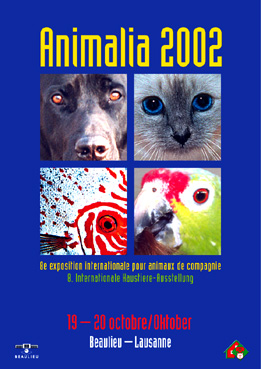 Animalia 2002
8e exposition internationale pour animaux de compagnie
8. Internationale Haustiere-Ausstellung
19 – 20 octobre/Oktober
Beaulieu – Lausanne
BEAULIEU